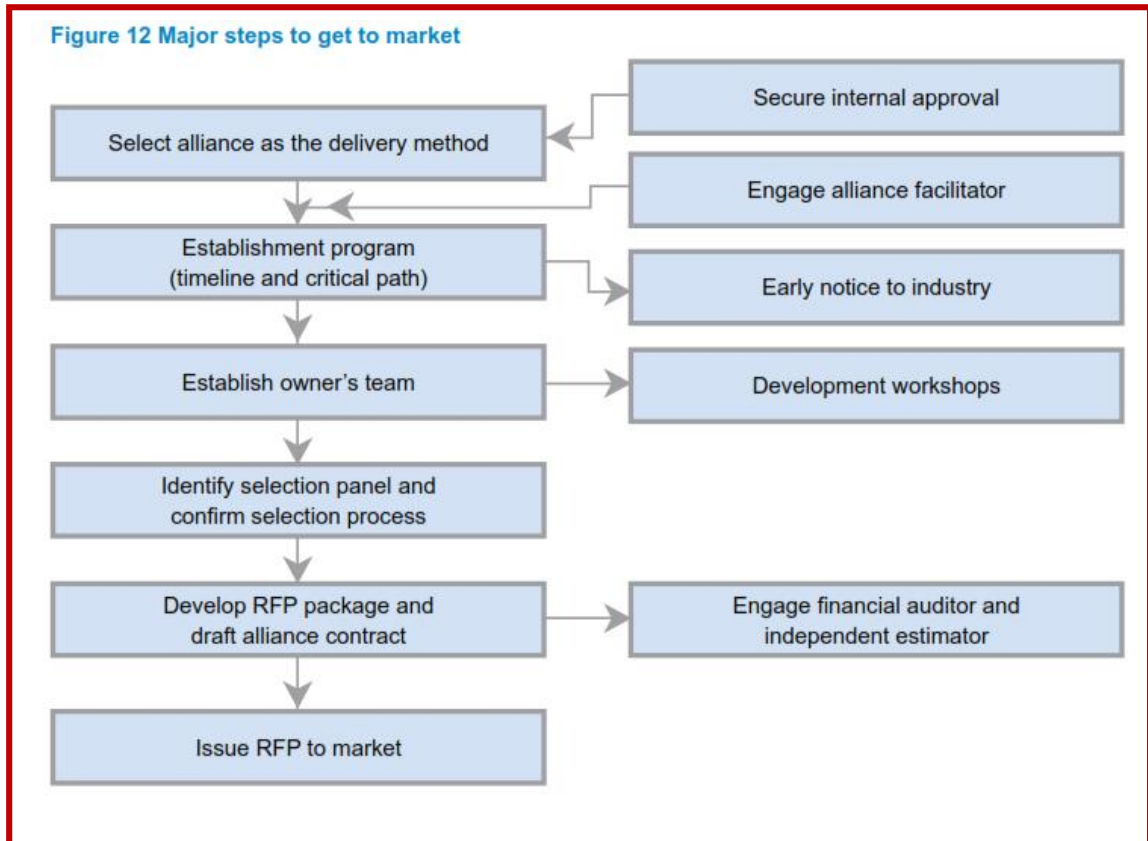 Figure 12 Major steps to get to market
Secure internal approval
Select alliance as the delivery method
Engage alliance facilitator
Establishment program
(timeline and critical path)
Early notice to industry
Establish owner’s team
Development workshops
Identify selection panel and
confirm selection process
Develop RFP package and
draft alliance contract
Engage financial auditor and
independent estimator
Issue RFP to market